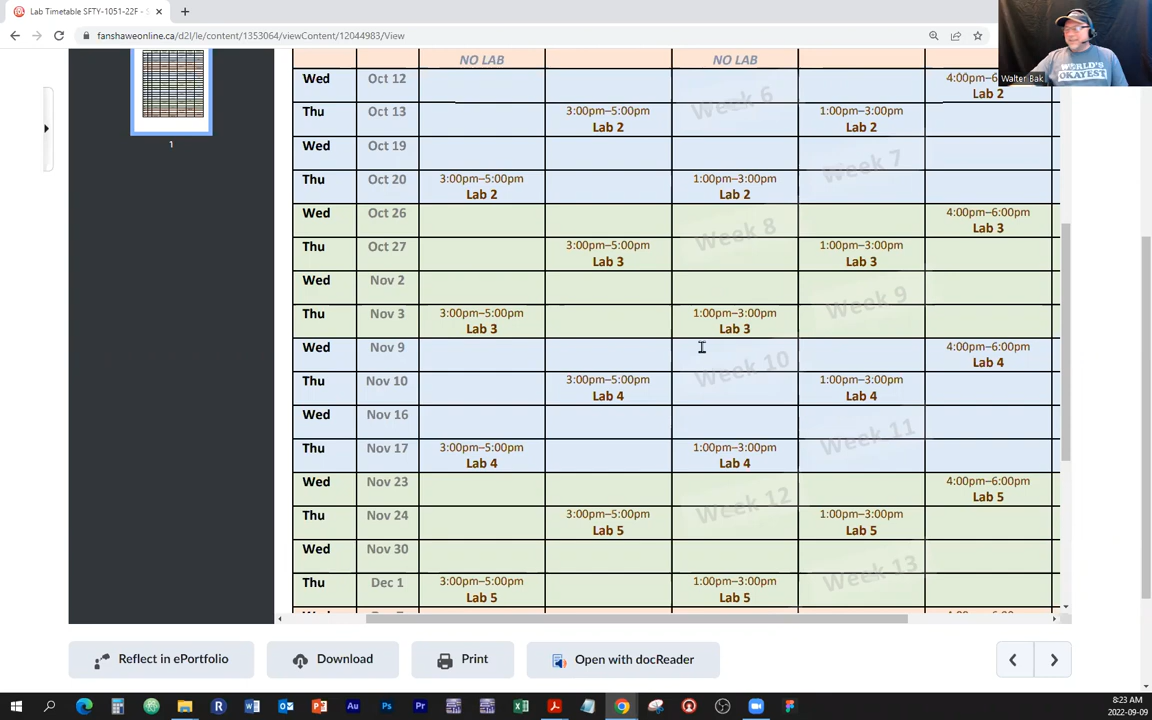 Lab Timetable SFTY-1051-22F - S
fanshaweonline.ca/d2l/le/content/1353064/viewContent/12044983/View
WORLD'S
OKAYEST
Walter Bak
1
NO LAB NO LAB
Wed Oct 12 4:00pm–6:
Lab 2
Week 6
Thu Oct 13 3:00pm–5:00pm 1:00pm–3:00pm
Lab 2 Lab 2
Wed Oct 19
Week 7
Thu Oct 20 3:00pm–5:00pm 1:00pm–3:00pm
Lab 2 Lab 2
Wed Oct 26 4:00pm–6:00pm
Lab 3
Week 8
Thu Oct 27 3:00pm–5:00pm 1:00pm–3:00pm
Lab 3 Lab 3
Wed Nov 2
Week 9
Thu Nov 3 3:00pm–5:00pm 1:00pm–3:00pm
Lab 3 Lab 3
Wed Nov 9 4:00pm–6:00pm
Lab 4
Week 10
Thu Nov 10 3:00pm–5:00pm 1:00pm–3:00pm
Lab 4 Lab 4
Wed Nov 16
Week 11
Thu Nov 17 3:00pm–5:00pm 1:00pm–3:00pm
Lab 4 Lab 4
Wed Nov 23 4:00pm–6:00pm
Lab 5
Week 12
Thu Nov 24 3:00pm–5:00pm 1:00pm–3:00pm
Lab 5 Lab 5
Wed Nov 30
Week 13
Thu Dec 1 3:00pm–5:00pm 1:00pm–3:00pm
Lab 5 Lab 5
Reflect in ePortfolio Download Print Open with docReader
8:23 AM
2022-09-09